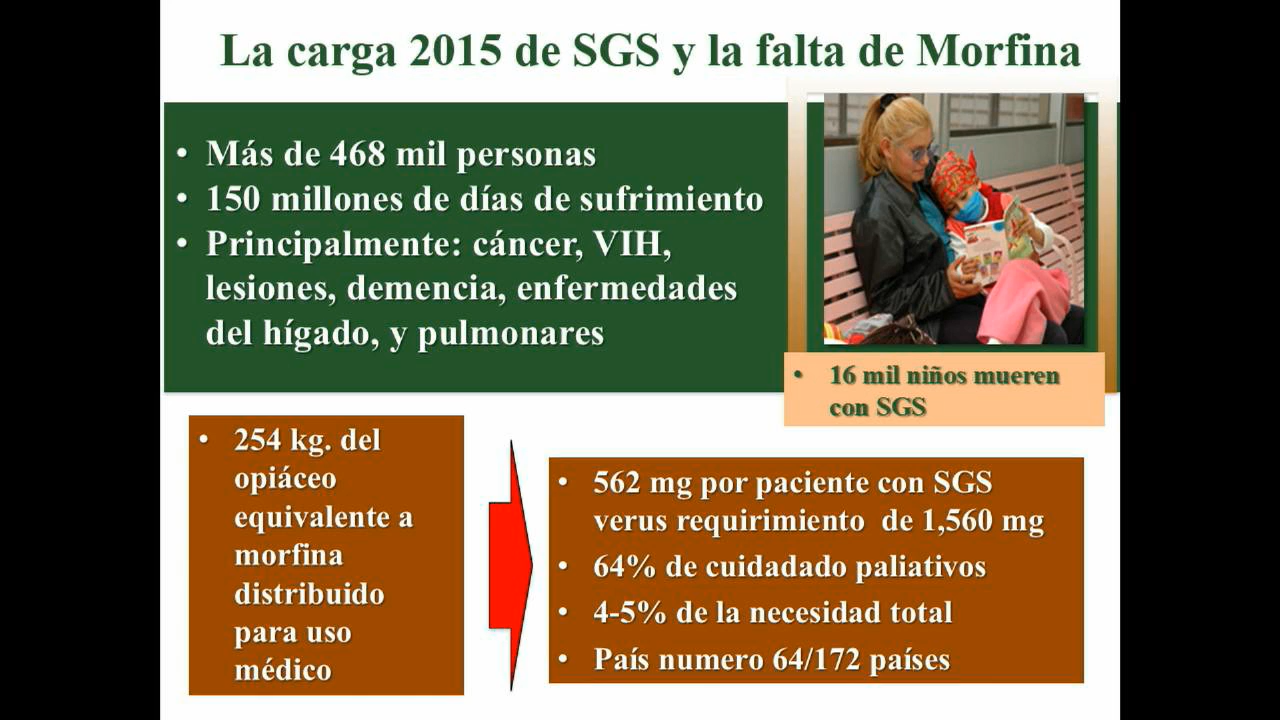 La carga 2015 de SGS y la falta de Morfina
• Más de 468 mil personas
• 150 millones de días de sufrimiento
• Principalmente: cáncer, VIH,
lesiones, demencia, enfermedades
del hígado, y pulmonares
• 16 mil niños mueren
con SGS
• 254 kg. del
opiáceo
equivalente a
morfina
distribuido
para uso
médico
• 562 mg por paciente con SGS
verus requirimiento de 1,560 mg
• 64% de cuidadado paliativos
• 4-5% de la necesidad total
• País numero 64/172 países